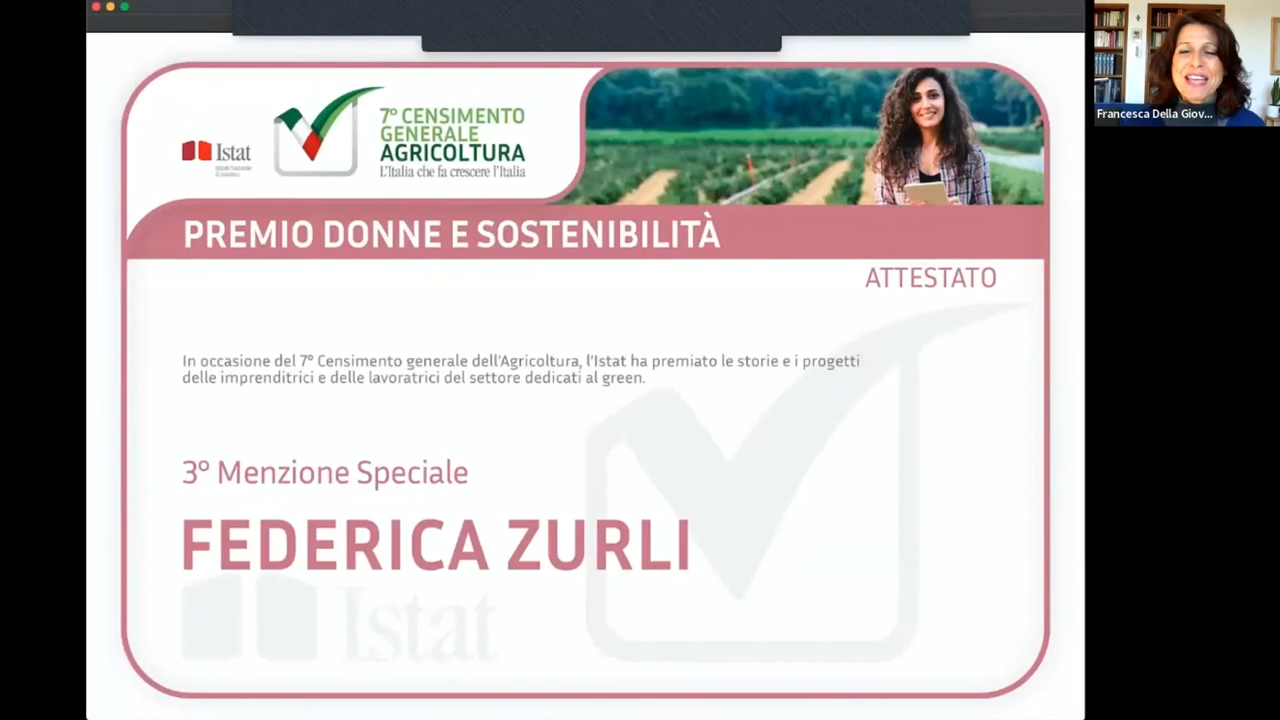 Francesca Della Giov...
7° CENSIMENTO
GENERALE
AGRICOLTURA
L'Italia che fa crescere l'Italia
Istat
PREMIO DONNE E SOSTENIBILITÀ
ATTESTATO
In occasione del 7° Censimento generale dell'Agricoltura, l'Istat ha premiato le storie e i progetti
delle imprenditrici e delle lavoratrici del settore dedicati al green.
3° Menzione Speciale
FEDERICA ZURLI
Istat